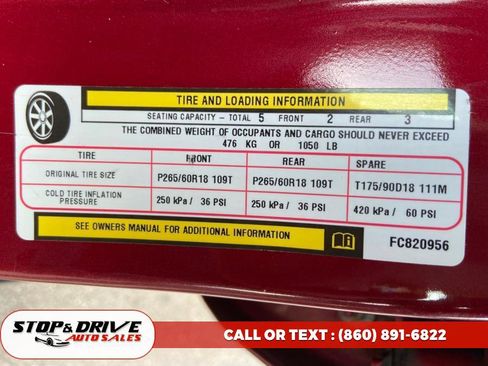 TIRE AND LOADING INFORMATION
SEATING CAPACITY - TOTAL 5 FRONT 2 REAR 3
THE COMBINED WEIGHT OF OCCUPANTS AND CARGO SHOULD NEVER EXCEED
476 KG OR 1050 LB
TIRE FRONT REAR SPARE
ORIGINAL TIRE SIZE P265/60R18 109T P265/60R18 109T T175/90D18 111M
COLD TIRE INFLATION PRESSURE 250 kPa / 36 PSI 250 kPa / 36 PSI 420 kPa / 60 PSI
SEE OWNERS MANUAL FOR ADDITIONAL INFORMATION FC820956
STOP & DRIVE
AUTO SALES
CALL OR TEXT : (860) 891-6822